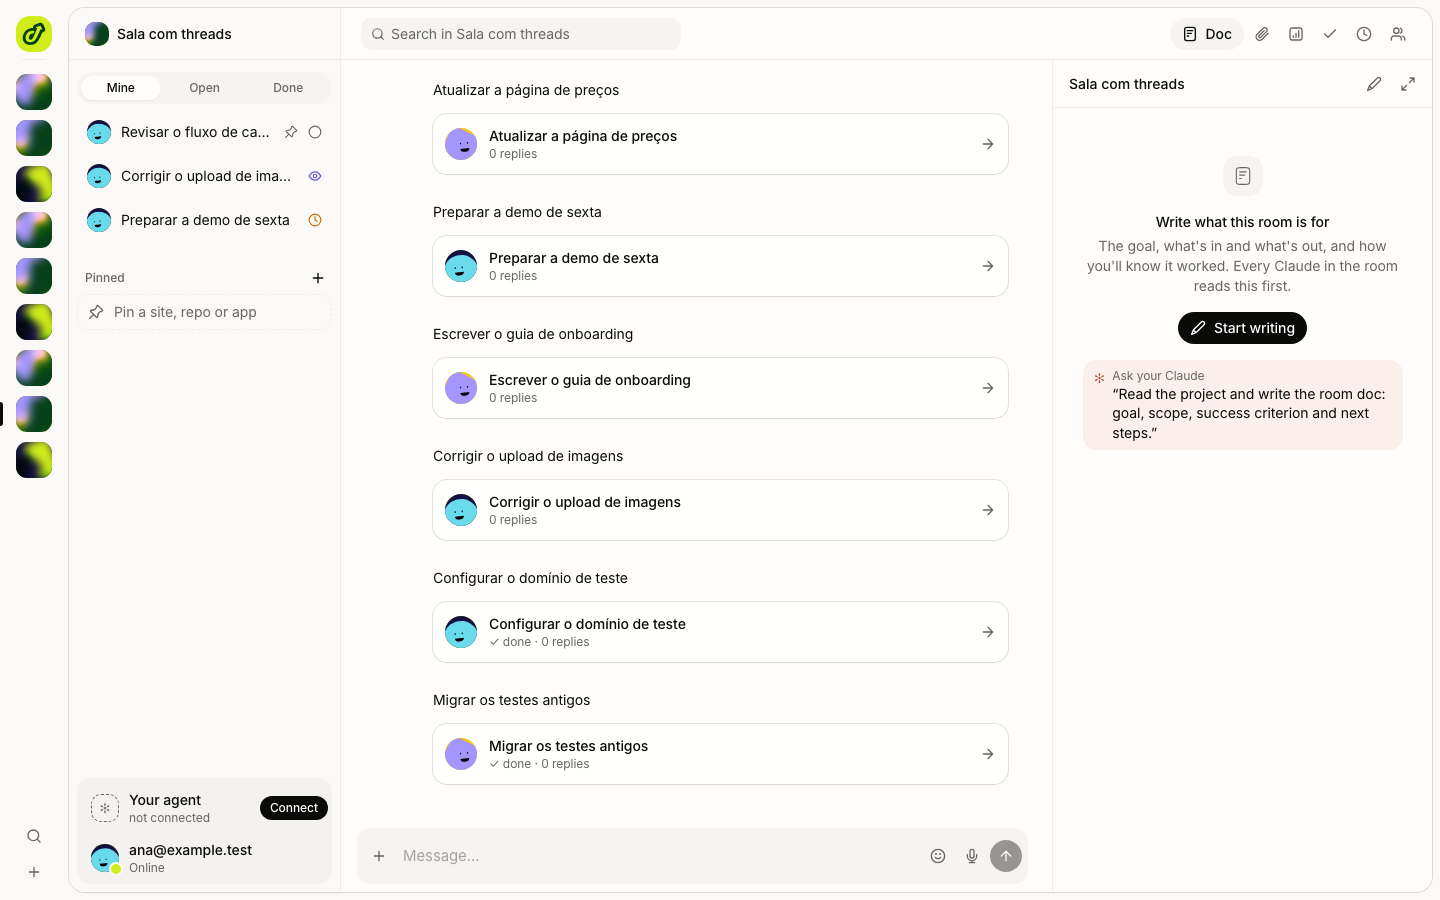 Sala com threads
Search in Sala com threads
Doc
Mine
Open
Done
Revisar o fluxo de ca...
Corrigir o upload de ima...
Preparar a demo de sexta
Pinned
Pin a site, repo or app
Your agent
not connected
Connect
ana@example.test
Online
Atualizar a página de preços
Atualizar a página de preços
0 replies
Preparar a demo de sexta
Preparar a demo de sexta
0 replies
Escrever o guia de onboarding
Escrever o guia de onboarding
0 replies
Corrigir o upload de imagens
Corrigir o upload de imagens
0 replies
Configurar o domínio de teste
Configurar o domínio de teste
✓ done · 0 replies
Migrar os testes antigos
Migrar os testes antigos
✓ done · 0 replies
Message...
Sala com threads
Write what this room is for
The goal, what's in and what's out, and how
you'll know it worked. Every Claude in the room
reads this first.
Start writing
Ask your Claude
“Read the project and write the room doc:
goal, scope, success criterion and next
steps.”